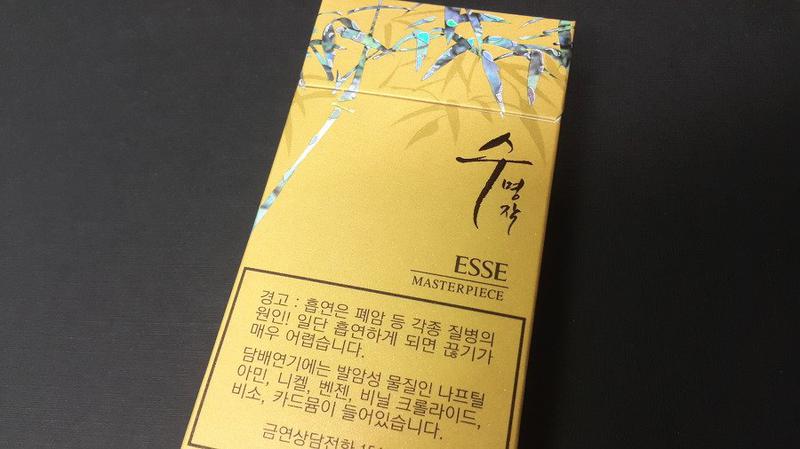 수
명
작
ESSE
MASTERPIECE
경고 : 흡연은 폐암 등 각종 질병의
원인! 일단 흡연하게 되면 끊기가
매우 어렵습니다.
담배연기에는 발암성 물질인 나프틸
아민, 니켈, 벤젠, 비닐 크롤라이드,
비소, 카드뮴이 들어있습니다.
금연상담전화